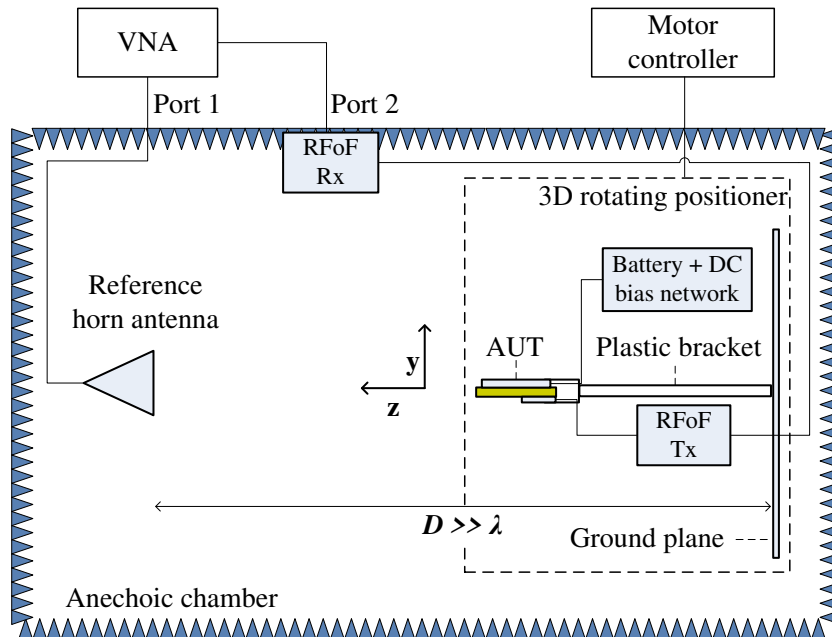 VNA
Motor
controller
Port 1
Port 2
RFoF
Rx
3D rotating positioner
Battery + DC
bias network
Reference
horn antenna
y
z
AUT
Plastic bracket
RFoF
Tx
D >> λ
Ground plane
Anechoic chamber